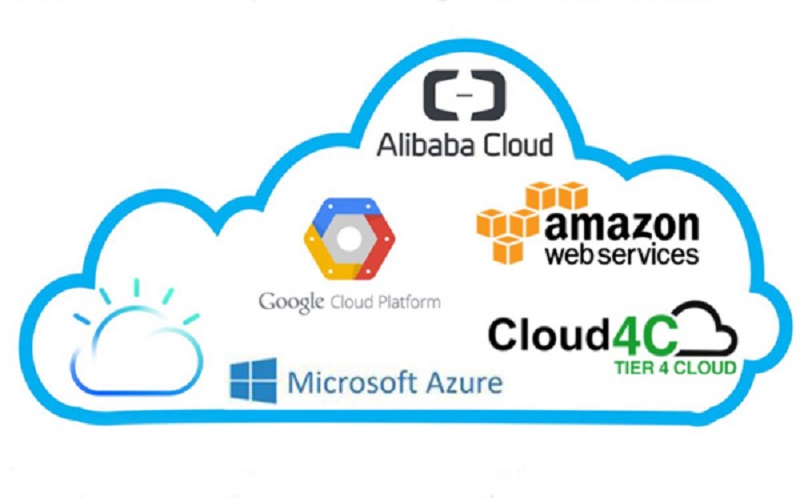 Alibaba Cloud
amazon
web services
Google Cloud Platform
Cloud4C
TIER 4 CLOUD
Microsoft Azure